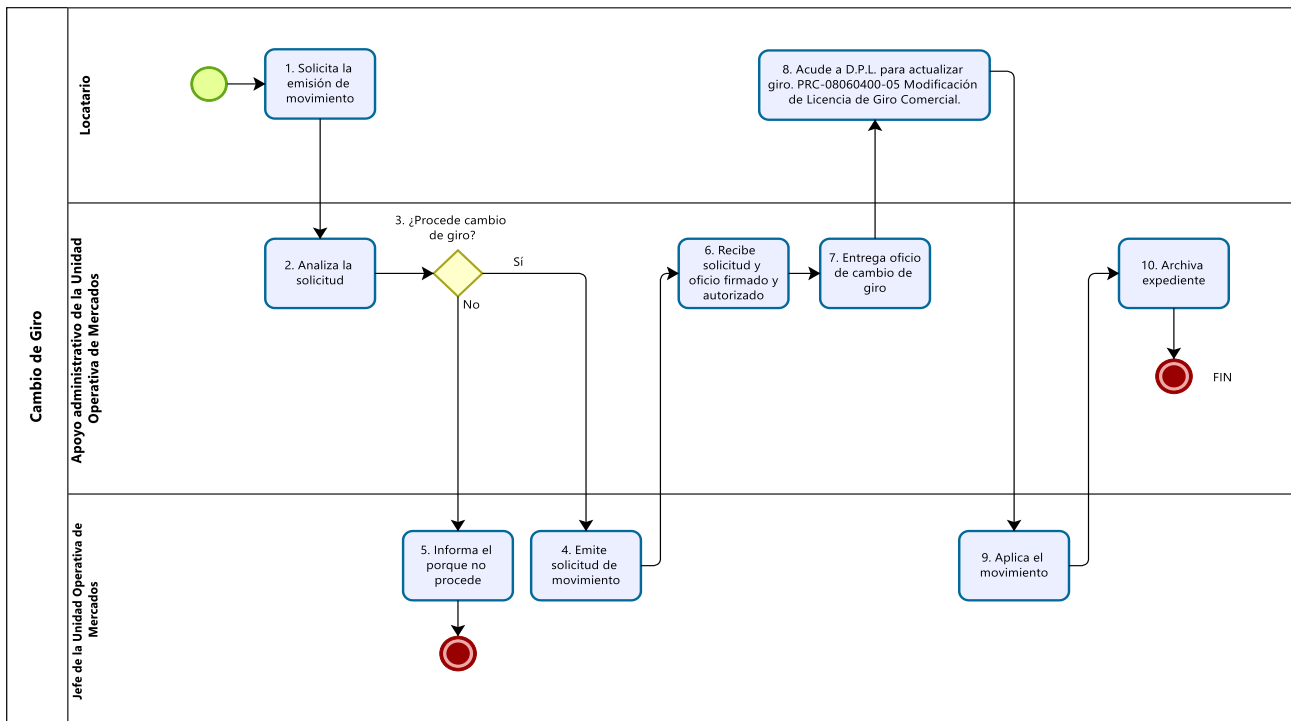 Cambio de Giro
Locatario
1. Solicita la
emisión de
movimiento
8. Acude a D.P.L. para actualizar
giro. PRC-08060400-05 Modificación
de Licencia de Giro Comercial.
Apoyo administrativo de la Unidad
Operativa de Mercados
2. Analiza la
solicitud
3. ¿Procede cambio
de giro?
Sí
No
6. Recibe
solicitud y
oficio firmado y
autorizado
7. Entrega oficio
de cambio de
giro
10. Archiva
expediente
FIN
Jefe de la Unidad Operativa de
Mercados
5. Informa el
porque no
procede
4. Emite
solicitud de
movimiento
9. Aplica el
movimiento